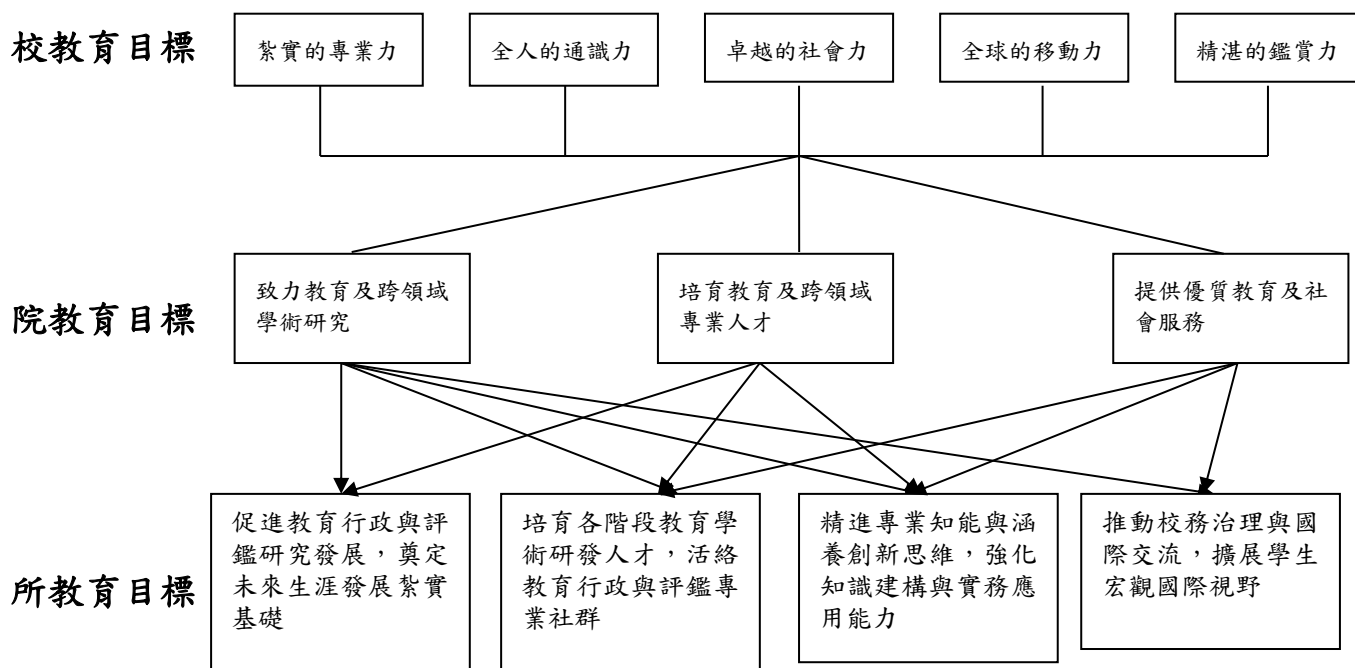 校教育目標
紮實的專業力
全人的通識力
卓越的社會力
全球的移動力
精湛的鑑賞力
院教育目標
致力教育及跨領域
學術研究
培育教育及跨領域
專業人才
提供優質教育及社
會服務
所教育目標
促進教育行政與評
鑑研究發展，奠定
未來生涯發展紮實
基礎
培育各階段教育學
術研發人才，活絡
教育行政與評鑑專
業社群
精進專業知能與涵
養創新思維，強化
知識建構與實務應
用能力
推動校務治理與國
際交流，擴展學生
宏觀國際視野